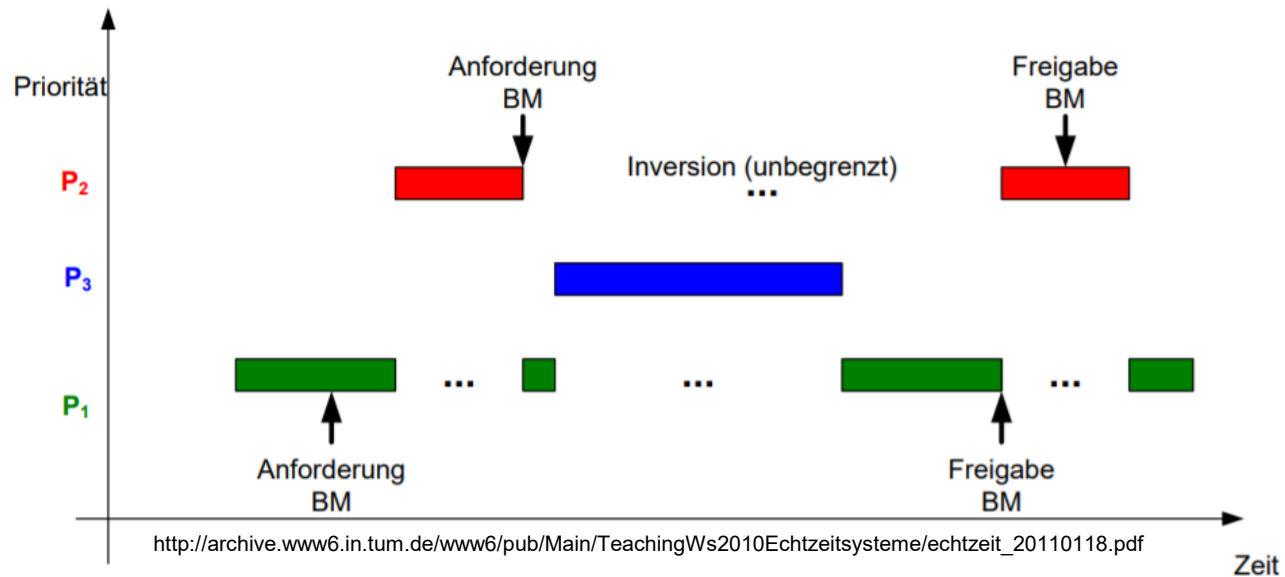 Priorität
Anforderung
BM
Freigabe
BM
P₂
Inversion (unbegrenzt)
...
P₃
P₁
...
...
...
Anforderung
BM
Freigabe
BM
http://archive.www6.in.tum.de/www6/pub/Main/TeachingWs2010Echtzeitsysteme/echtzeit_20110118.pdf
Zeit